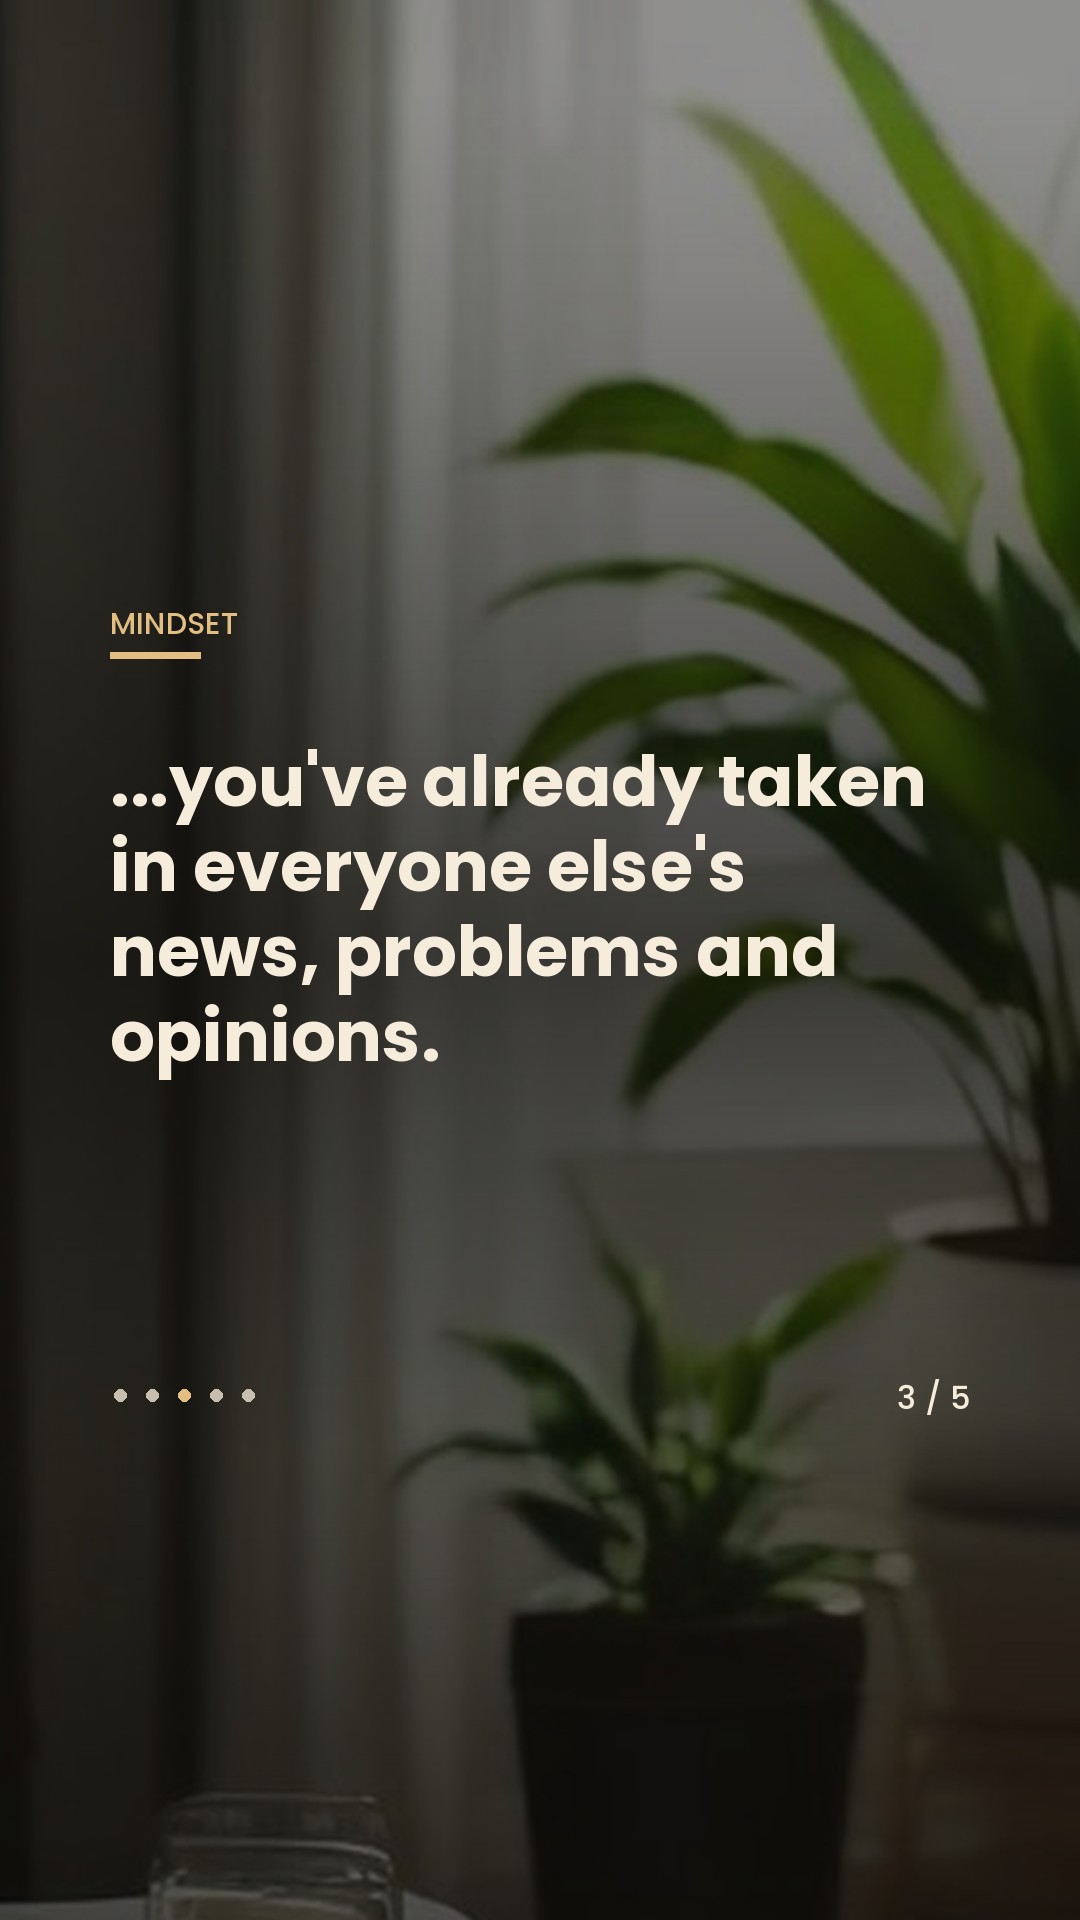 MINDSET
...you've already taken
in everyone else's
news, problems and
opinions.
3 / 5